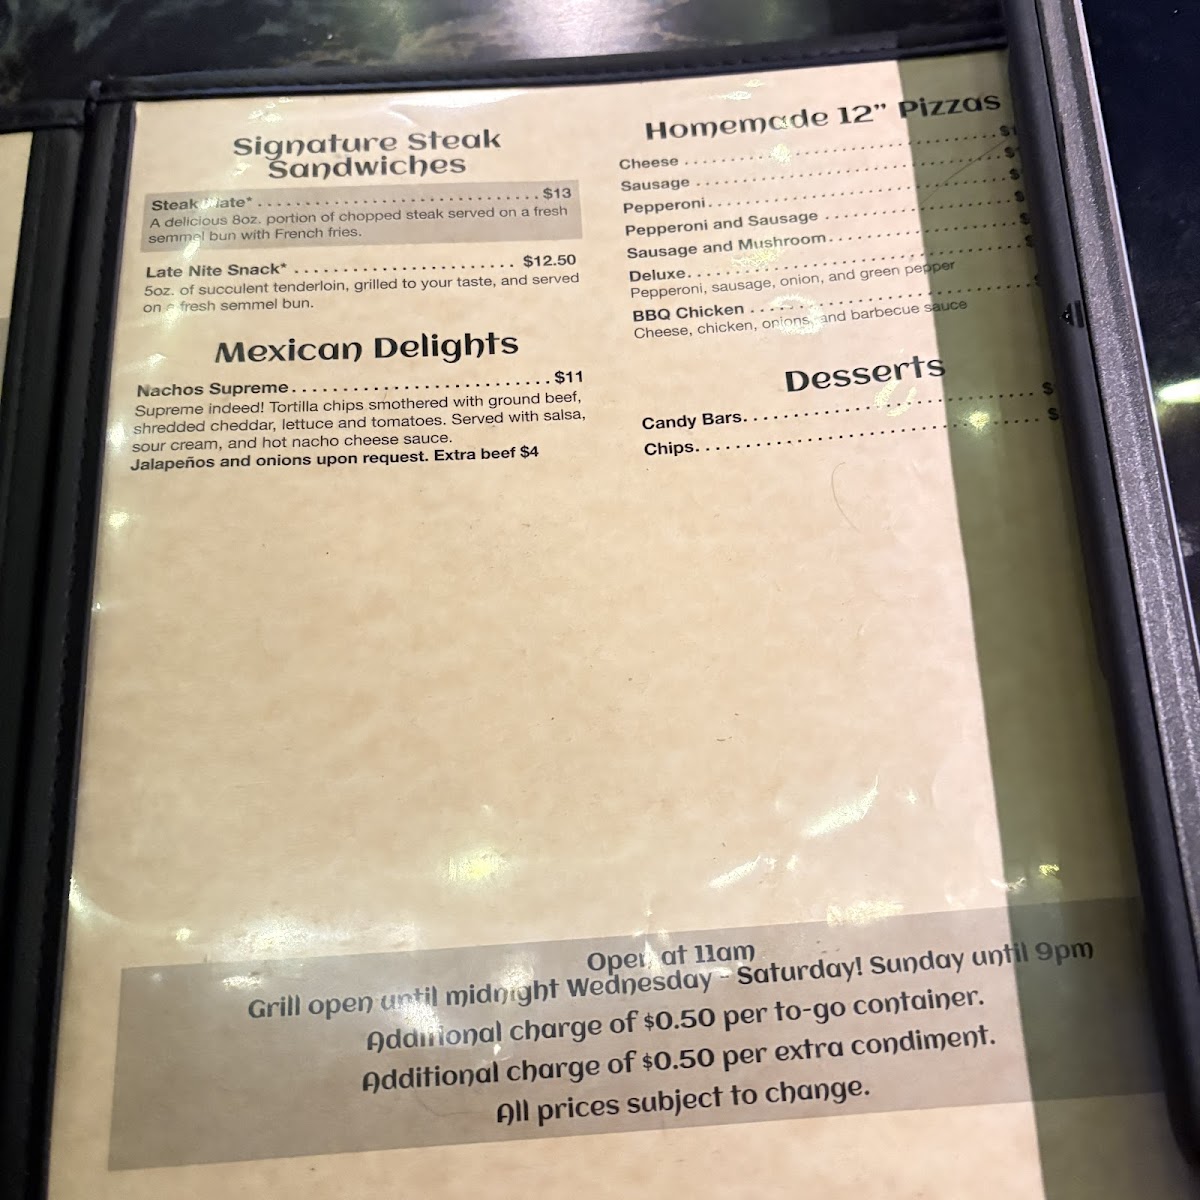 Signature Steak
Sandwiches
Steak Plate* . . . . . . . . . . . . . . . . . . . . . . . . . . . . . $13
A delicious 8oz. portion of chopped steak served on a fresh
semmel bun with French fries.
Late Nite Snack* . . . . . . . . . . . . . . . . . . . . . . . $12.50
5oz. of succulent tenderloin, grilled to your taste, and served
on a fresh semmel bun.
Mexican Delights
Nachos Supreme. . . . . . . . . . . . . . . . . . . . . . . . . . $11
Supreme indeed! Tortilla chips smothered with ground beef,
shredded cheddar, lettuce and tomatoes. Served with salsa,
sour cream, and hot nacho cheese sauce.
Jalapeños and onions upon request. Extra beef $4
Homemade 12” Pizzas
Cheese
Sausage
Pepperoni
Pepperoni and Sausage
Sausage and Mushroom
Deluxe
Pepperoni, sausage, onion, and green pepper
BBQ Chicken
Cheese, chicken, onions, and barbecue sauce
Desserts
Candy Bars
Chips
Open at 11am
Grill open until midnight Wednesday - Saturday! Sunday until 9pm
Additional charge of $0.50 per to-go container.
Additional charge of $0.50 per extra condiment.
All prices subject to change.